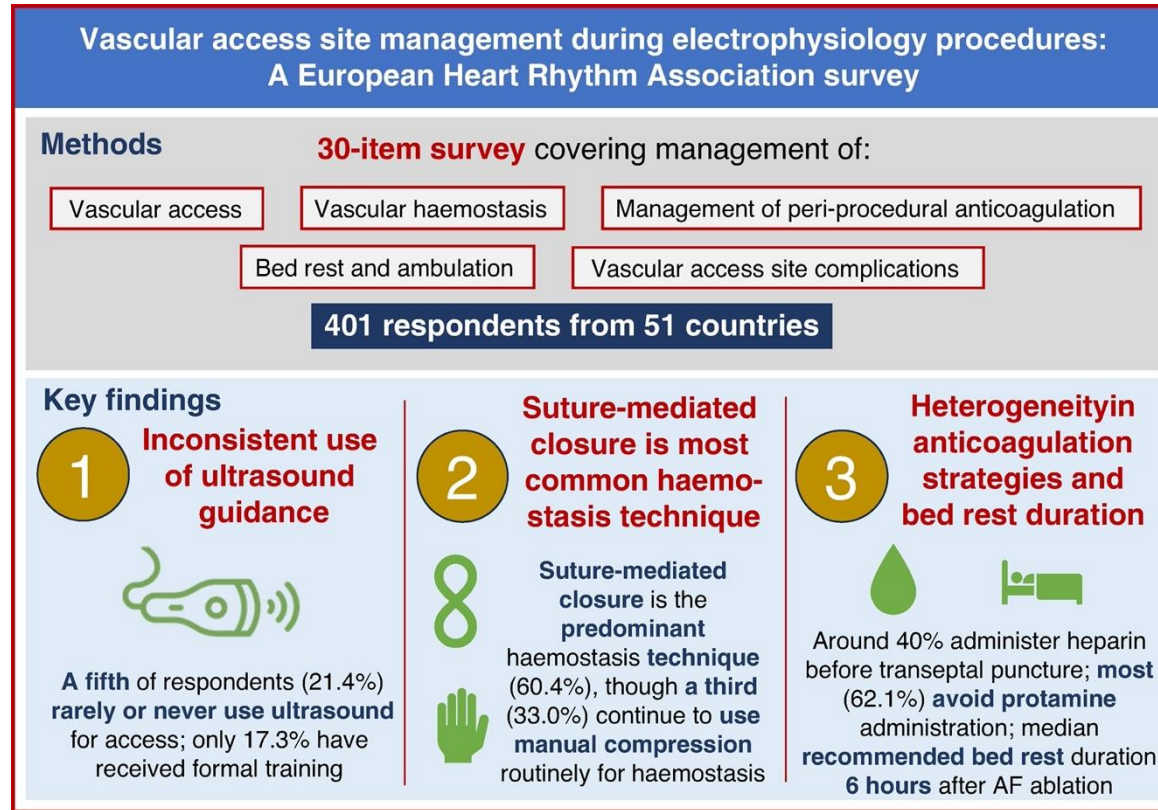 Vascular access site management during electrophysiology procedures:
A European Heart Rhythm Association survey
Methods
30-item survey covering management of:
Vascular access
Vascular haemostasis
Management of peri-procedural anticoagulation
Bed rest and ambulation
Vascular access site complications
401 respondents from 51 countries
Key findings
1
Inconsistent use
of ultrasound
guidance
A fifth of respondents (21.4%)
rarely or never use ultrasound
for access; only 17.3% have
received formal training
2
Suture-mediated
closure is most
common haemo-
stasis technique
Suture-mediated
closure is the
predominant
haemostasis technique
(60.4%), though a third
(33.0%) continue to use
manual compression
routinely for haemostasis
3
Heterogeneityin
anticoagulation
strategies and
bed rest duration
Around 40% administer heparin
before transeptal puncture; most
(62.1%) avoid protamine
administration; median
recommended bed rest duration
6 hours after AF ablation